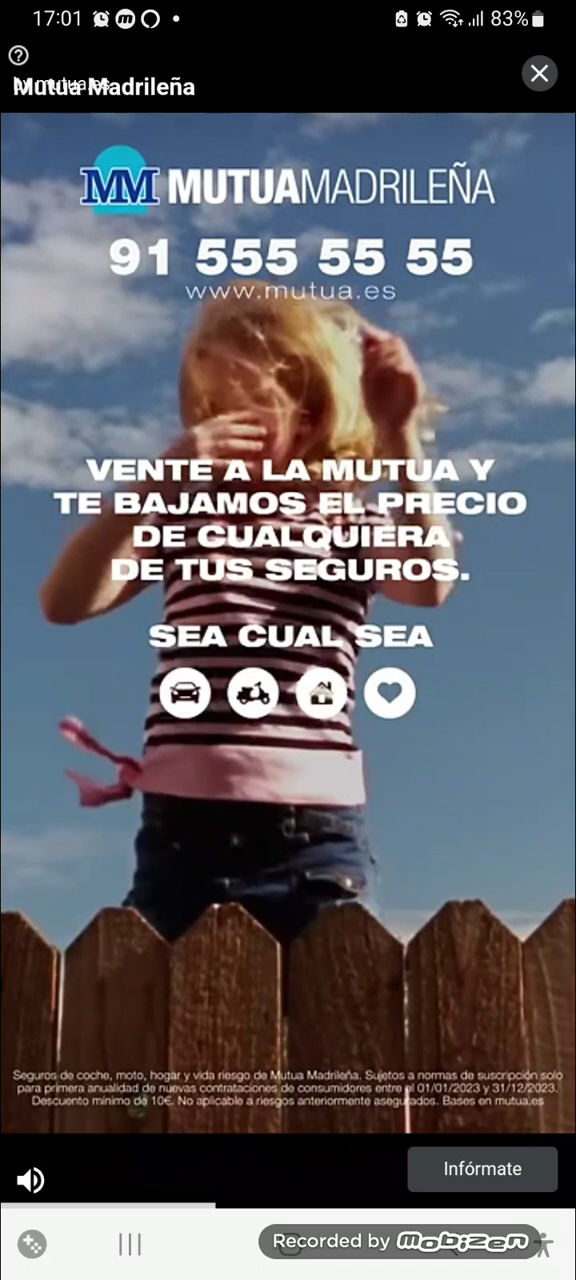 17:01
83%
Mutua Madrileña
MM MUTUAMADRILEÑA
91 555 55 55
www.mutua.es
VENTE A LA MUTUA Y
TE BAJAMOS EL PRECIO
DE CUALQUIERA
DE TUS SEGUROS.
SEA CUAL SEA
Seguros de coche, moto, hogar y vida riesgo de Mutua Madrileña. Sujetos a normas de suscripción solo
para primera anualidad de nuevas contrataciones de consumidores entre el 01/01/2023 y 31/12/2023.
Descuento mínimo de 10€. No aplicable a riesgos anteriormente asegurados. Bases en mutua.es
Infórmate
Recorded by mobizen